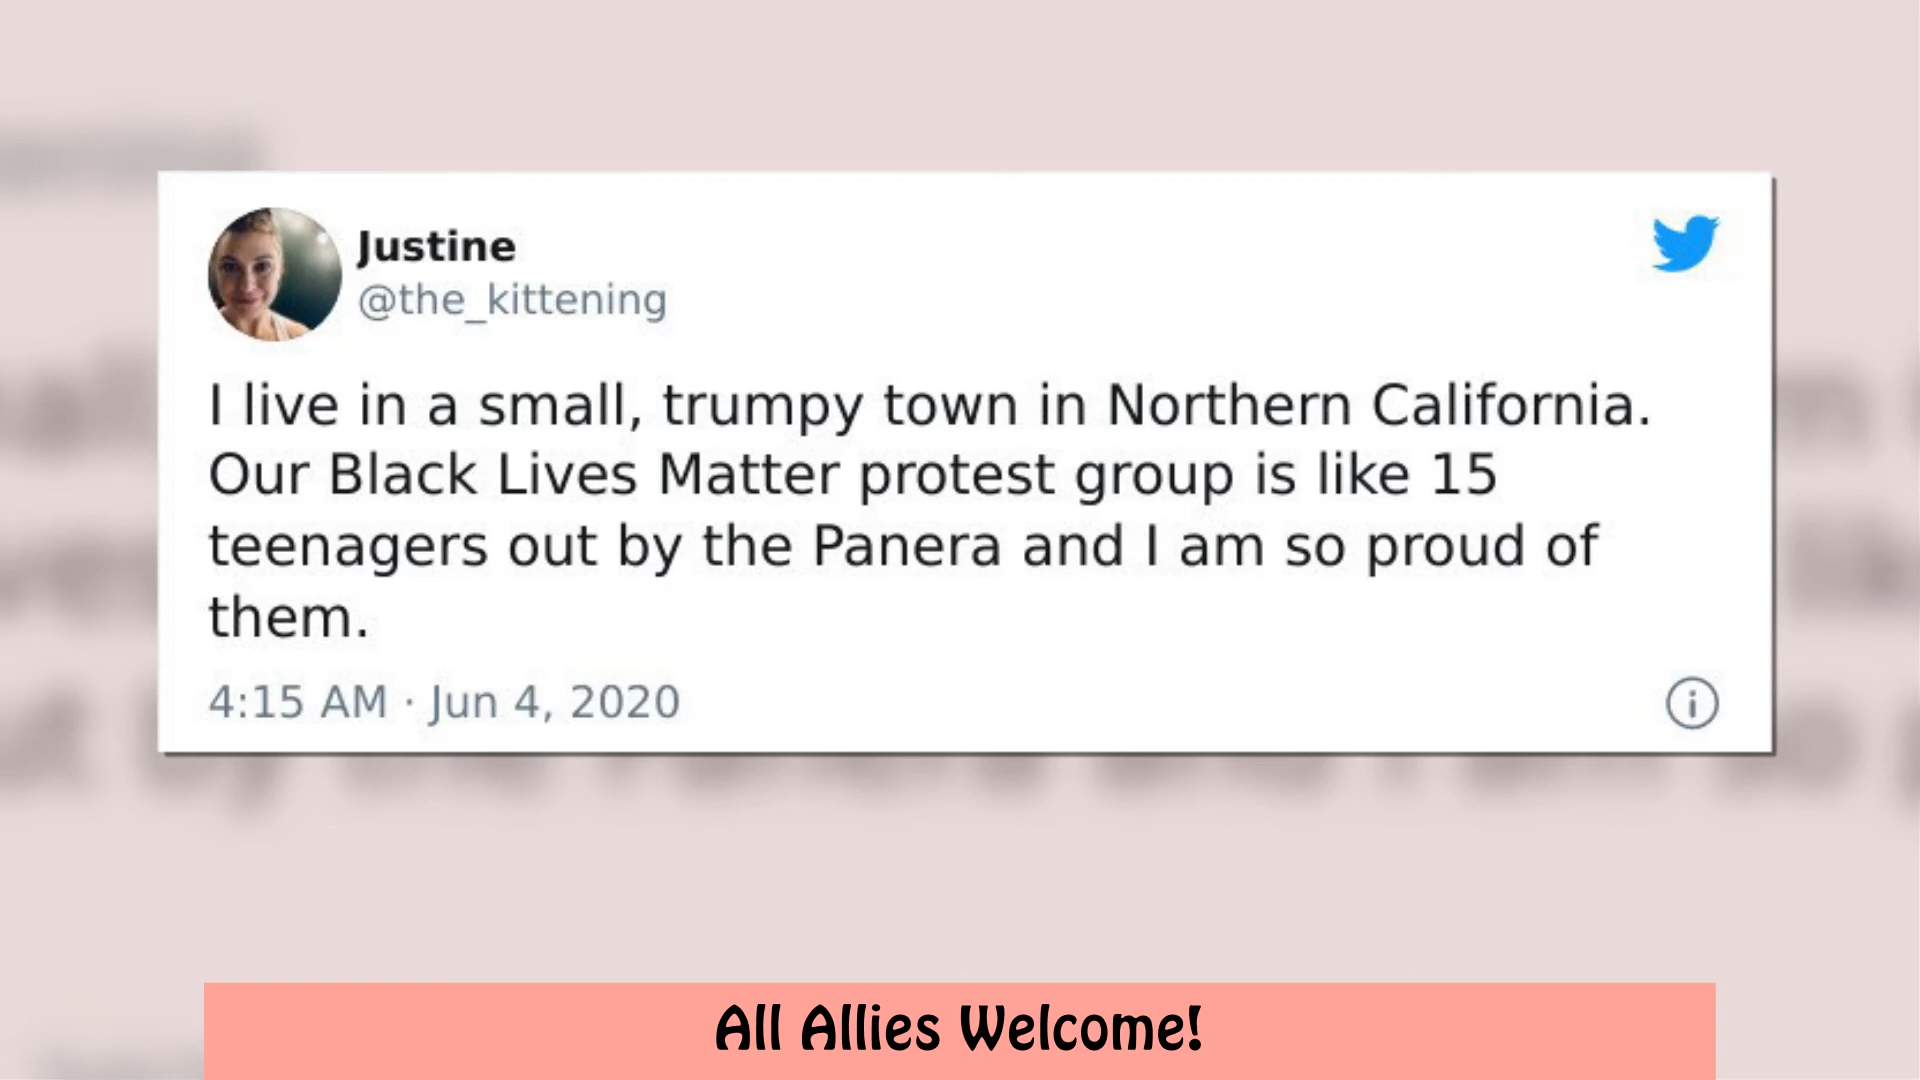 Justine
@the_kittening
I live in a small, trumpy town in Northern California.
Our Black Lives Matter protest group is like 15
teenagers out by the Panera and I am so proud of
them.
4:15 AM · Jun 4, 2020
All Allies Welcome!